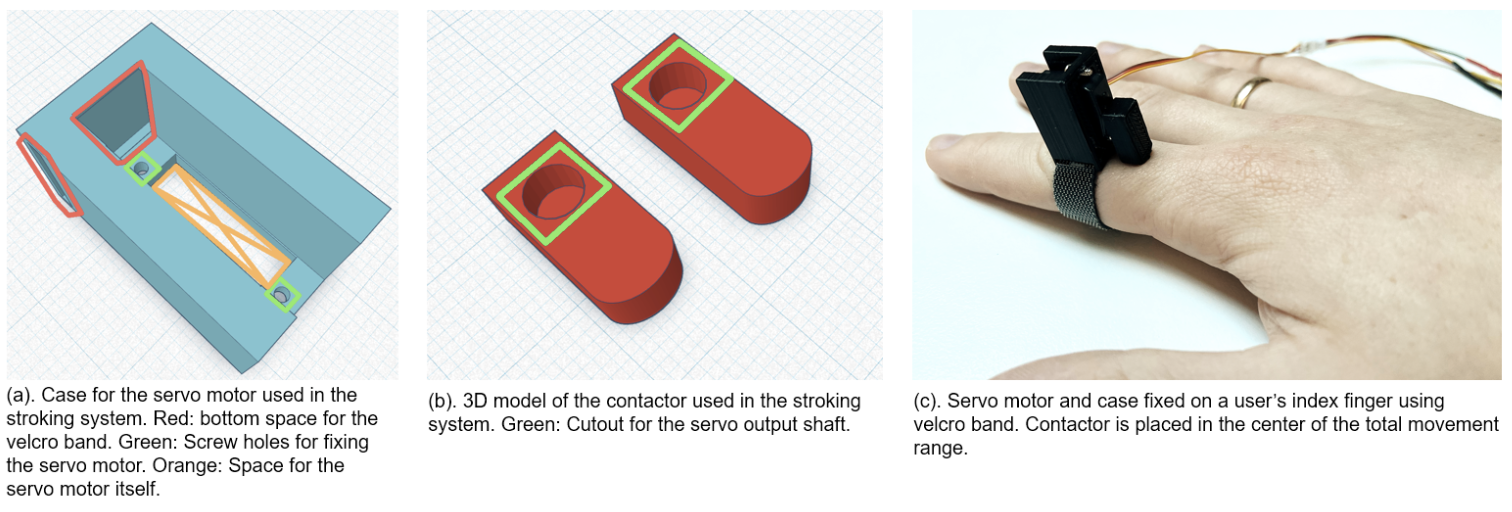 (a). Case for the servo motor used in the
stroking system. Red: bottom space for the
velcro band. Green: Screw holes for fixing
the servo motor. Orange: Space for the
servo motor itself.
(b). 3D model of the contactor used in the stroking
system. Green: Cutout for the servo output shaft.
(c). Servo motor and case fixed on a user’s index finger using
velcro band. Contactor is placed in the center of the total movement
range.